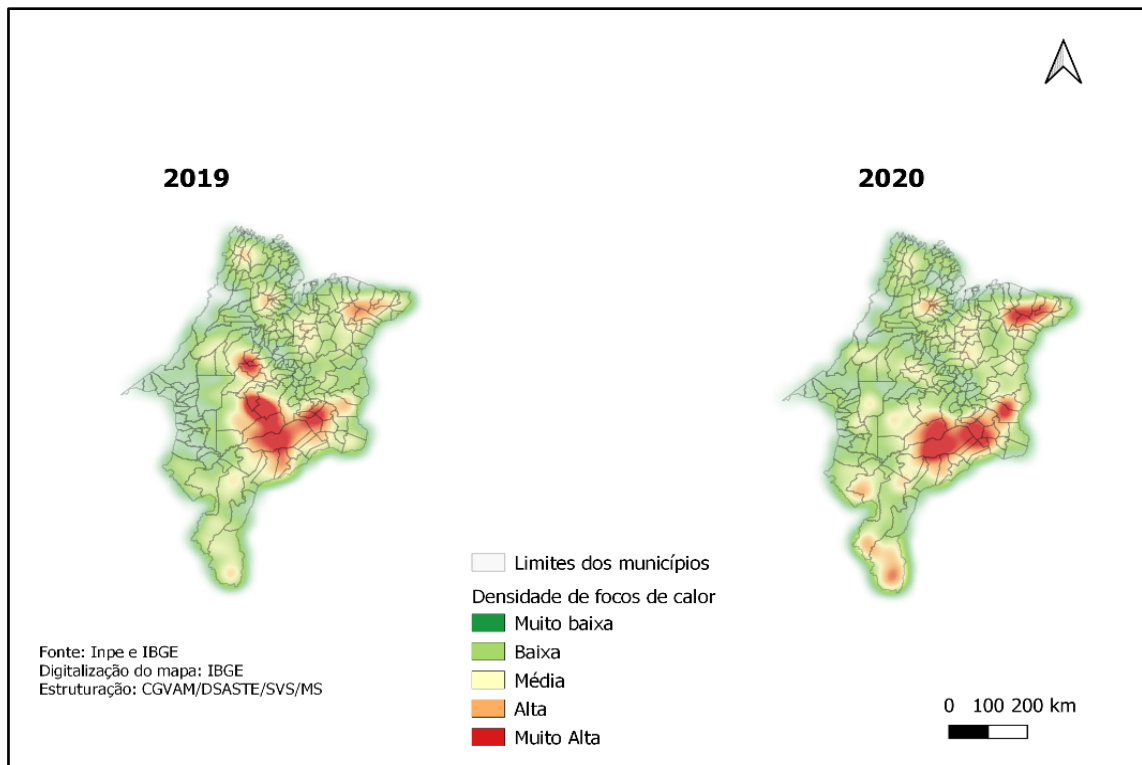 2019
2020
Limites dos municípios
Densidade de focos de calor
Muito baixa
Baixa
Média
Alta
Muito Alta
Fonte: Inpe e IBGE
Digitalização do mapa: IBGE
Estruturação: CGVAM/DSASTE/SVS/MS
0 100 200 km